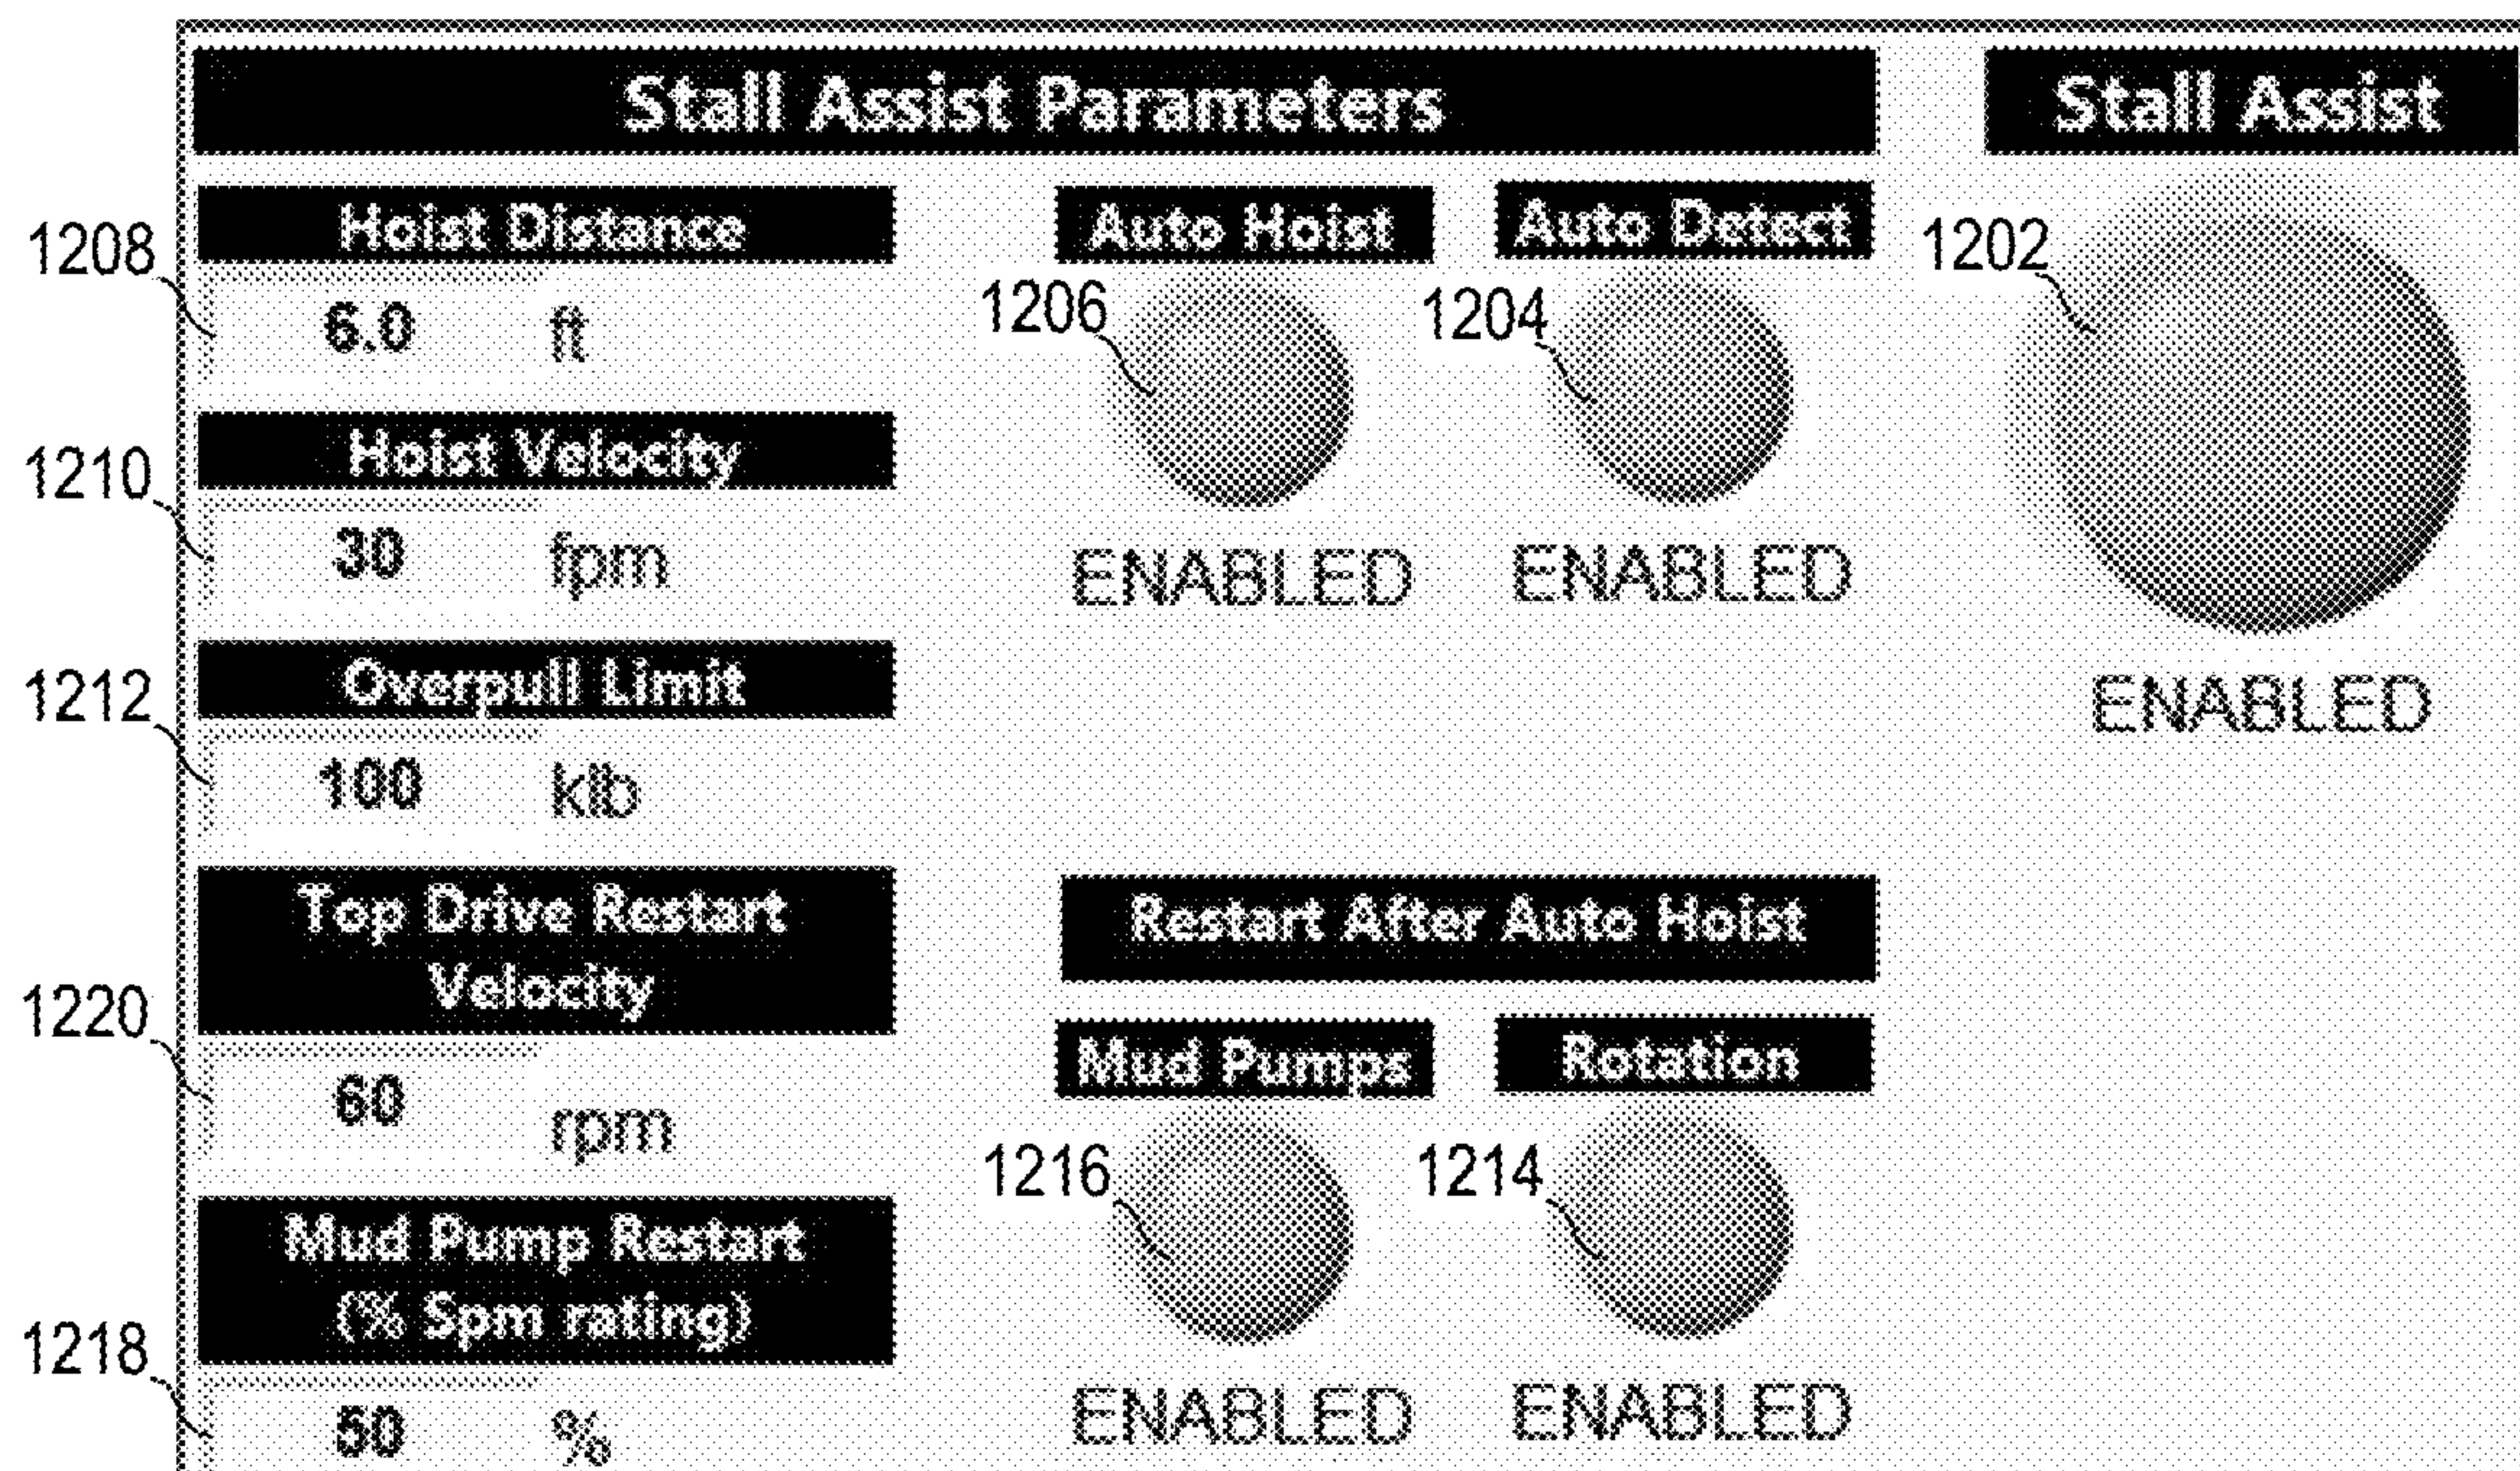 Stall Assist Parameters
Stall Assist
Hoist Distance
Auto Hoist
Auto Detect
1208
1206
1204
1202
6.0 ft
Hoist Velocity
1210
30 fpm
ENABLED
ENABLED
Overpull Limit
1212
ENABLED
100 klb
Top Drive Restart
Velocity
Restart After Auto Hoist
1220
Mud Pumps
Rotation
60 rpm
1216
1214
Mud Pump Restart
(% Spm rating)
1218
50 %
ENABLED
ENABLED